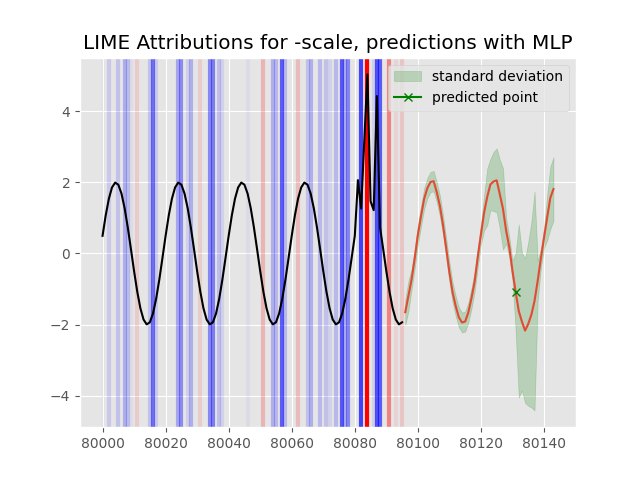 LIME Attributions for -scale, predictions with MLP
standard deviation
predicted point
4
2
0
−2
−4
80000 80020 80040 80060 80080 80100 80120 80140